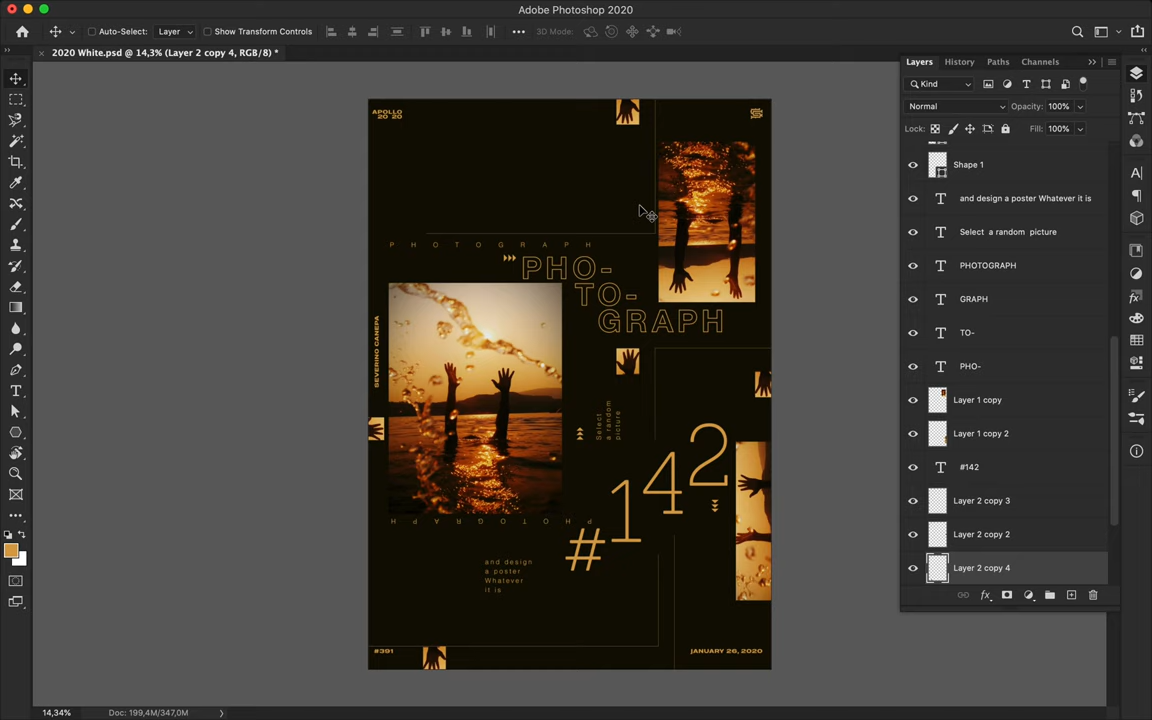 Adobe Photoshop 2020
Auto-Select:
Layer
Show Transform Controls
3D Mode:
2020 White.psd @ 14,3% (Layer 2 copy 4, RGB/8) *
Layers
History
Paths
Channels
Kind
Normal
Opacity: 100%
Lock:
Fill: 100%
Shape 1
and design a poster Whatever it is
Select a random picture
PHOTOGRAPH
GRAPH
TO-
PHO-
Layer 1 copy
Layer 1 copy 2
#142
Layer 2 copy 3
Layer 2 copy 2
Layer 2 copy 4
APOLLO
20 20
PHOTOGRAPH
PHO-
TO-
GRAPH
SEVERINO CANEPA
Select
a random
picture
#142
PHOTOGRAPH
and design
a poster
Whatever
it is
#391
JANUARY 26, 2020
14,34%
Doc: 199,4M/347,0M